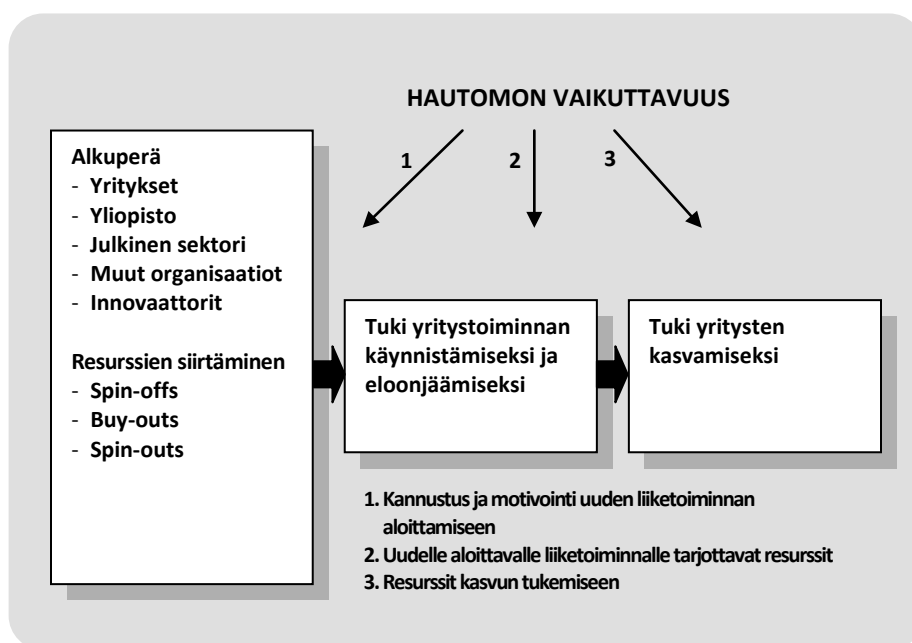 HAUTOMON VAIKUTTAVUUS
1
2
3
Alkuperä
- Yritykset
- Yliopisto
- Julkinen sektori
- Muut organisaatiot
- Innovaattorit
Resurssien siirtäminen
- Spin-offs
- Buy-outs
- Spin-outs
Tuki yritystoiminnan
käynnistämiseksi ja
eloonjäämiseksi
Tuki yritysten
kasvamiseksi
1. Kannustus ja motivointi uuden liiketoiminnan
aloittamiseen
2. Uudelle aloittavalle liiketoiminnalle tarjottavat resurssit
3. Resurssit kasvun tukemiseen